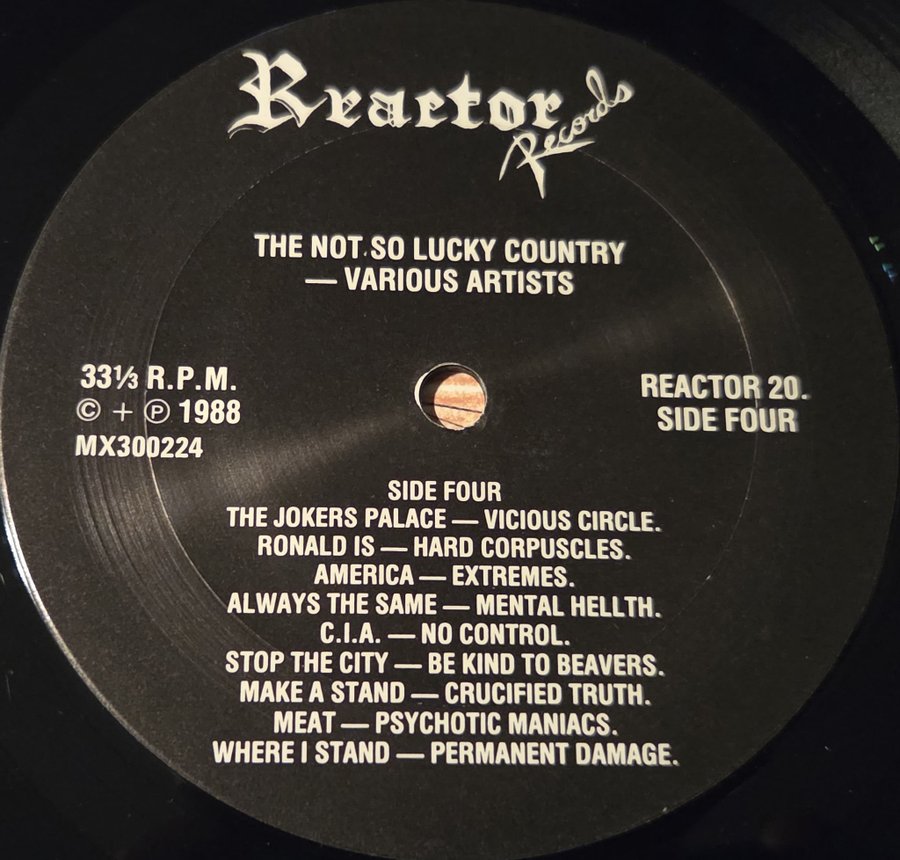 Reactor
Records
THE NOT SO LUCKY COUNTRY
— VARIOUS ARTISTS
33⅓ R.P.M.
© + ℗ 1988
MX300224
REACTOR 20.
SIDE FOUR
SIDE FOUR
THE JOKERS PALACE — VICIOUS CIRCLE.
RONALD IS — HARD CORPUSCLES.
AMERICA — EXTREMES.
ALWAYS THE SAME — MENTAL HELLTH.
C.I.A. — NO CONTROL.
STOP THE CITY — BE KIND TO BEAVERS.
MAKE A STAND — CRUCIFIED TRUTH.
MEAT — PSYCHOTIC MANIACS.
WHERE I STAND — PERMANENT DAMAGE.